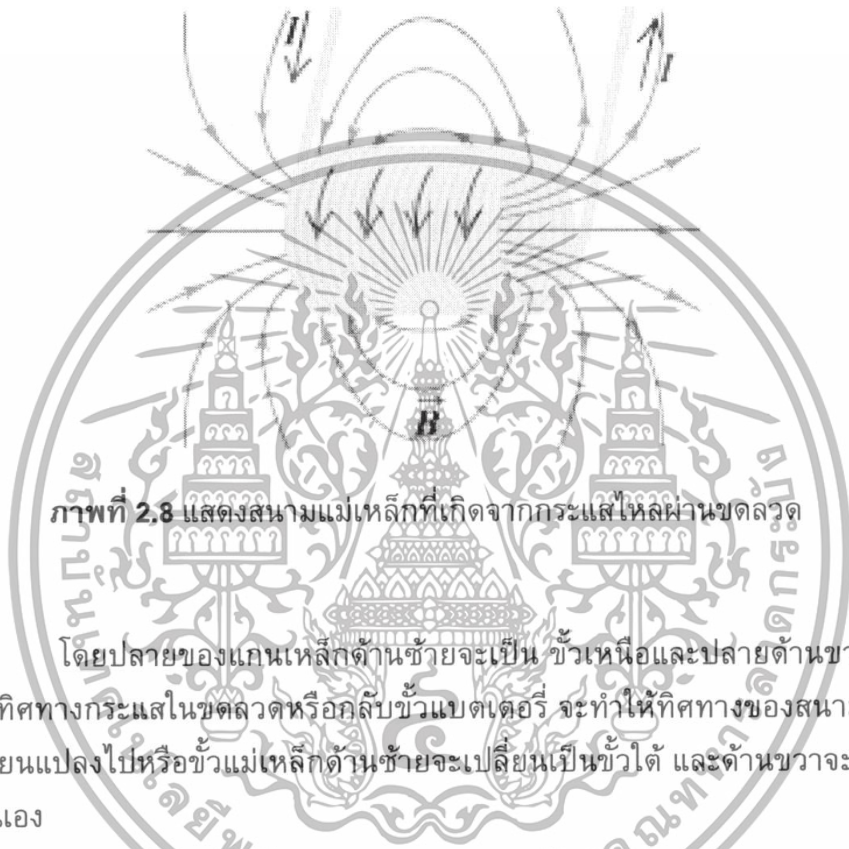 I
I
B
ภาพที่ 2.8 แสดงสนามแม่เหล็กที่เกิดจากกระแสไหลผ่านขดลวด
โดยปลายของแกนเหล็กด้านซ้ายจะเป็น ขั้วเหนือและปลายด้านขวา
ทิศทางกระแสในขดลวดหรือกลับขั้วแบตเตอรี่ จะทำให้ทิศทางของสนาม
ยนแปลงไปหรือขั้วแม่เหล็กด้านซ้ายจะเปลี่ยนเป็นขั้วใต้ และด้านขวาจะ
นเอง